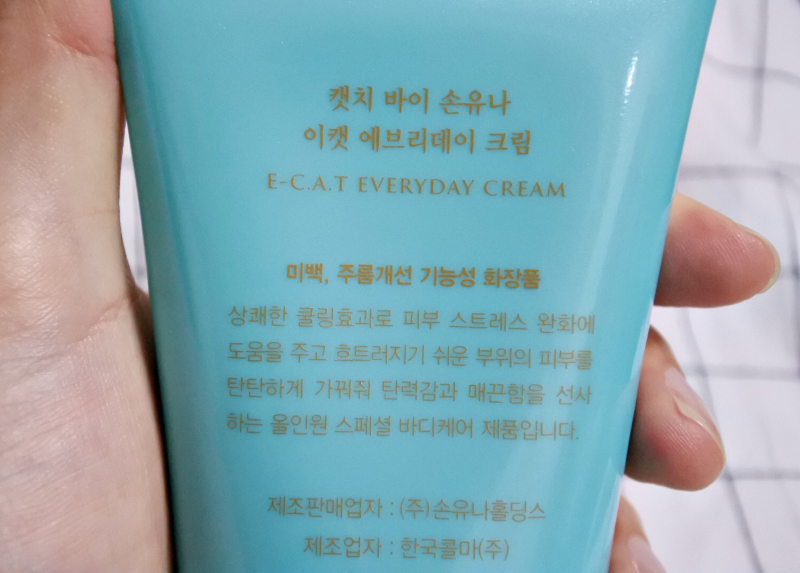 캣치 바이 손유나
이캣 에브리데이 크림
E-C.A.T EVERYDAY CREAM
미백, 주름개선 기능성 화장품
상쾌한 쿨링효과로 피부 스트레스 완화에
도움을 주고 흐트러지기 쉬운 부위의 피부를
탄탄하게 가꿔줘 탄력감과 매끈함을 선사
하는 올인원 스페셜 바디케어 제품입니다.
제조판매업자 : (주)손유나홀딩스
제조업자 : 한국콜마(주)